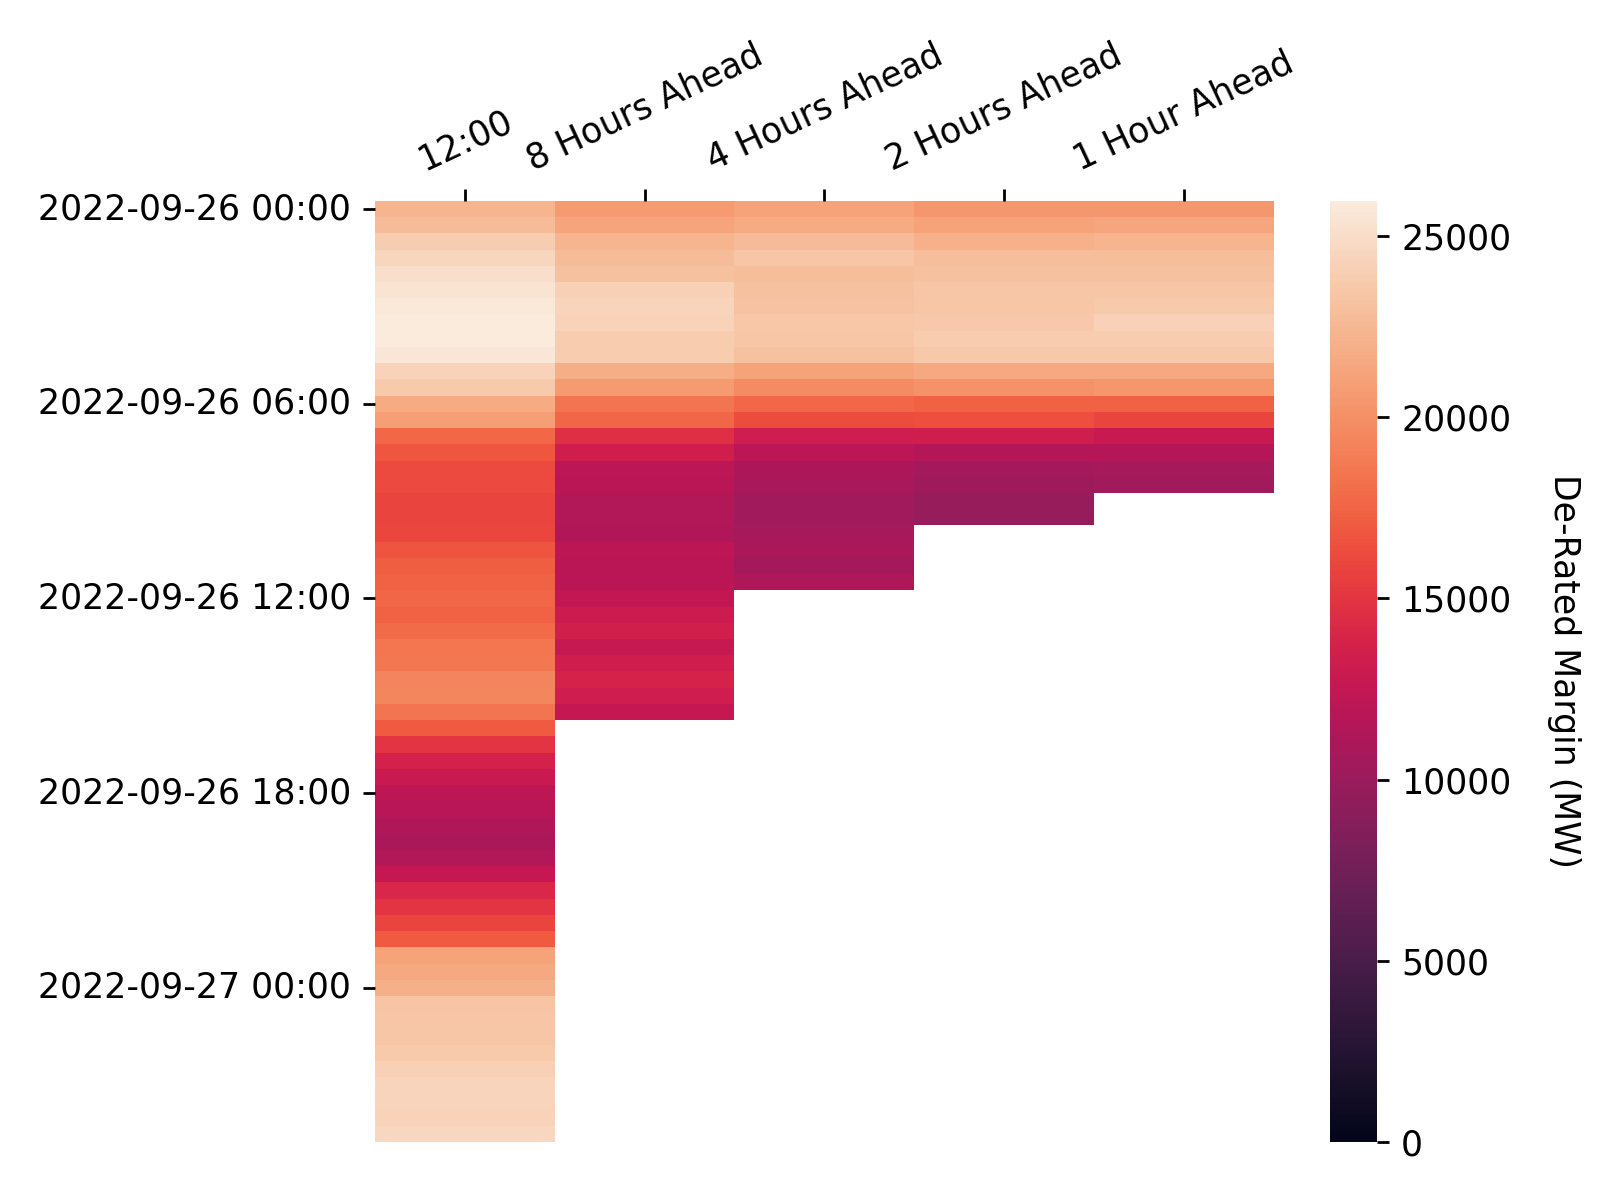 12:00
8 Hours Ahead
4 Hours Ahead
2 Hours Ahead
1 Hour Ahead
2022-09-26 00:00
2022-09-26 06:00
2022-09-26 12:00
2022-09-26 18:00
2022-09-27 00:00
25000
20000
15000
10000
5000
0
De-Rated Margin (MW)